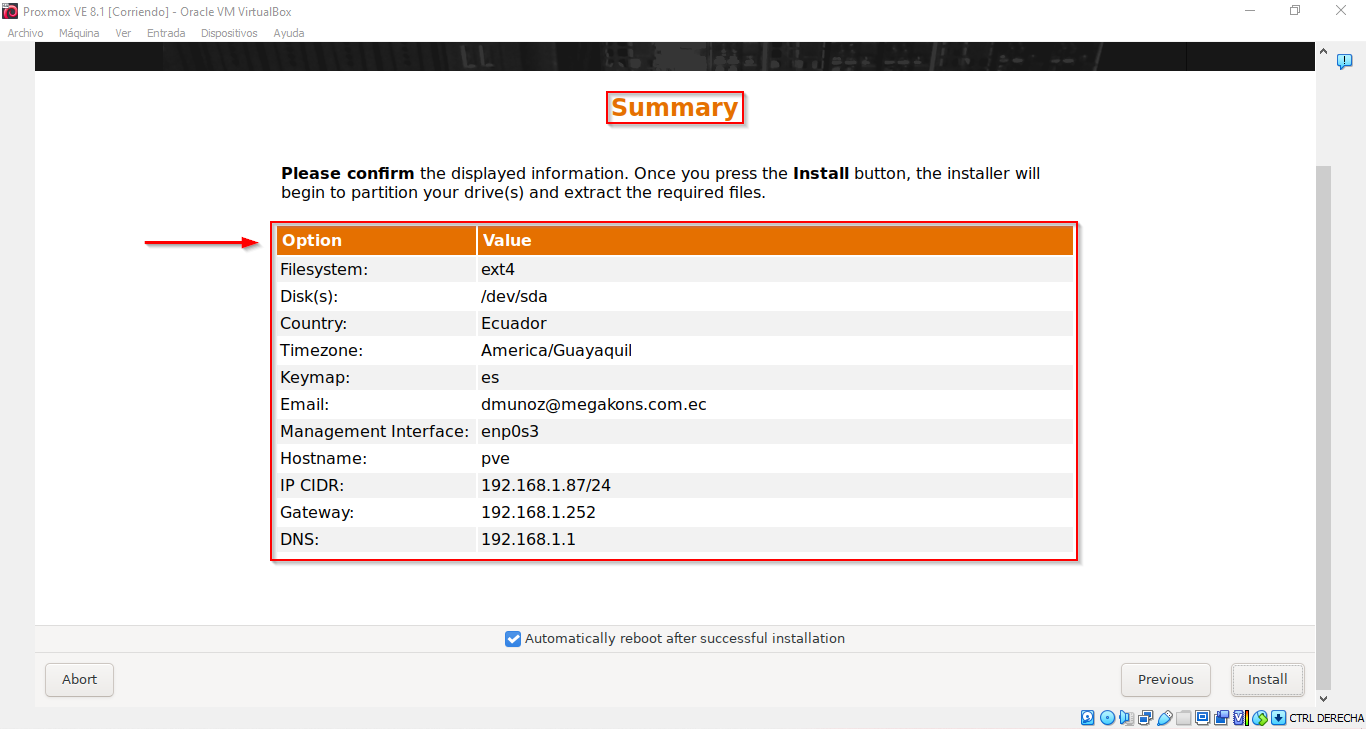 Proxmox VE 8.1 [Corriendo] - Oracle VM VirtualBox
Archivo Máquina Ver Entrada Dispositivos Ayuda
Summary
Please confirm the displayed information. Once you press the Install button, the installer will
begin to partition your drive(s) and extract the required files.
Option Value
Filesystem: ext4
Disk(s): /dev/sda
Country: Ecuador
Timezone: America/Guayaquil
Keymap: es
Email: dmunoz@megakons.com.ec
Management Interface: enp0s3
Hostname: pve
IP CIDR: 192.168.1.87/24
Gateway: 192.168.1.252
DNS: 192.168.1.1
Automatically reboot after successful installation
Abort Previous Install
CTRL DERECHA